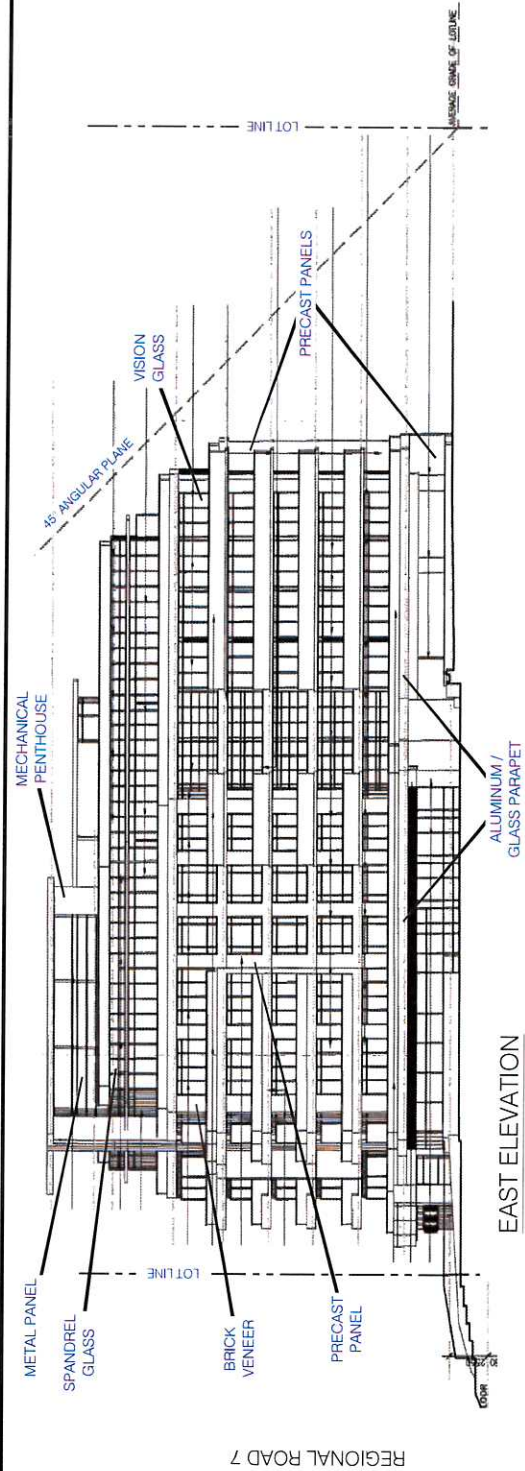 METAL PANEL
SPANDREL
GLASS
MECHANICAL
PENTHOUSE
45° ANGULAR PLANE
VISION
GLASS
PRECAST PANELS
LOT LINE
AVERAGE GRADE OF LOTLINE
LOT LINE
BRICK
VENEER
PRECAST
PANEL
ALUMINUM /
GLASS PARAPET
EAST ELEVATION
REGIONAL ROAD 7